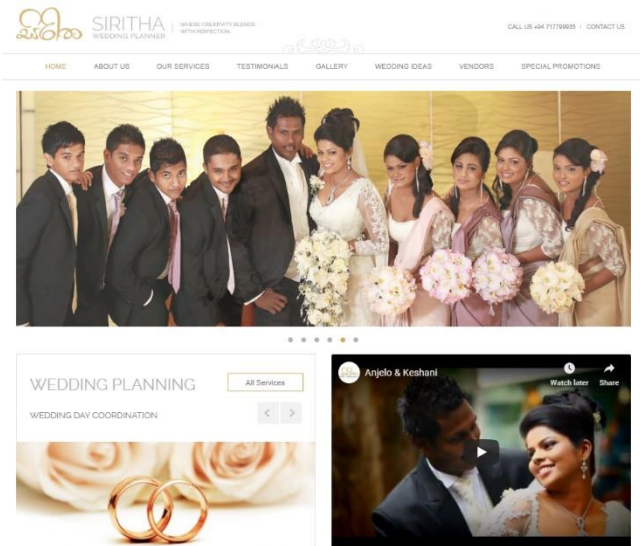 සිරිත
SIRITHA
WEDDING PLANNER
WHERE CREATIVITY BLENDS
WITH PERFECTION.
CALL US +94 717799955 | CONTACT US
HOME ABOUT US OUR SERVICES TESTIMONIALS GALLERY WEDDING IDEAS VENDORS SPECIAL PROMOTIONS
WEDDING PLANNING
All Services
WEDDING DAY COORDINATION
Anjelo & Keshani
Watch later Share